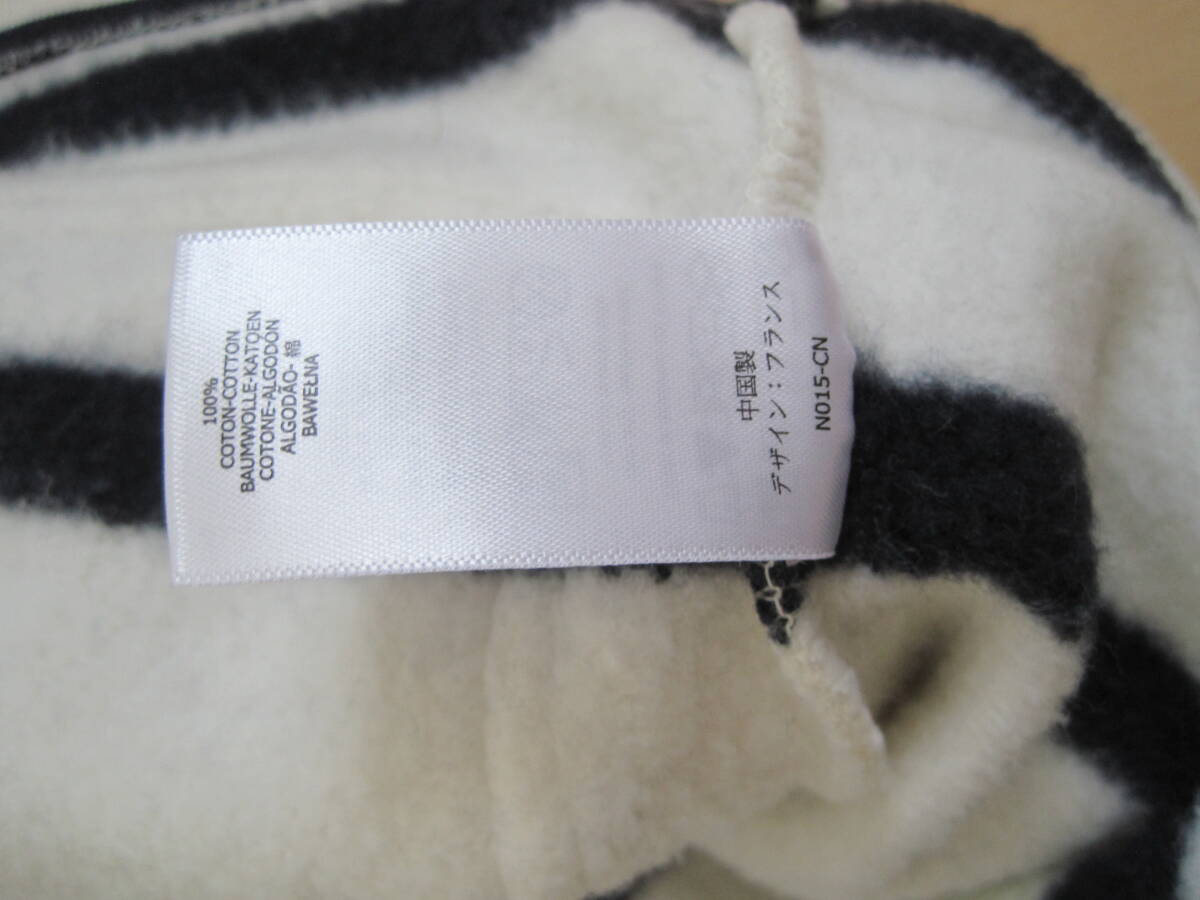 100%
COTON-COTTON
BAUMWOLLE-KATOEN
COTONE-ALGODÓN
ALGODÃO- 綿
BAWEŁNA
中国製
デザイン：フランス
N015-CN